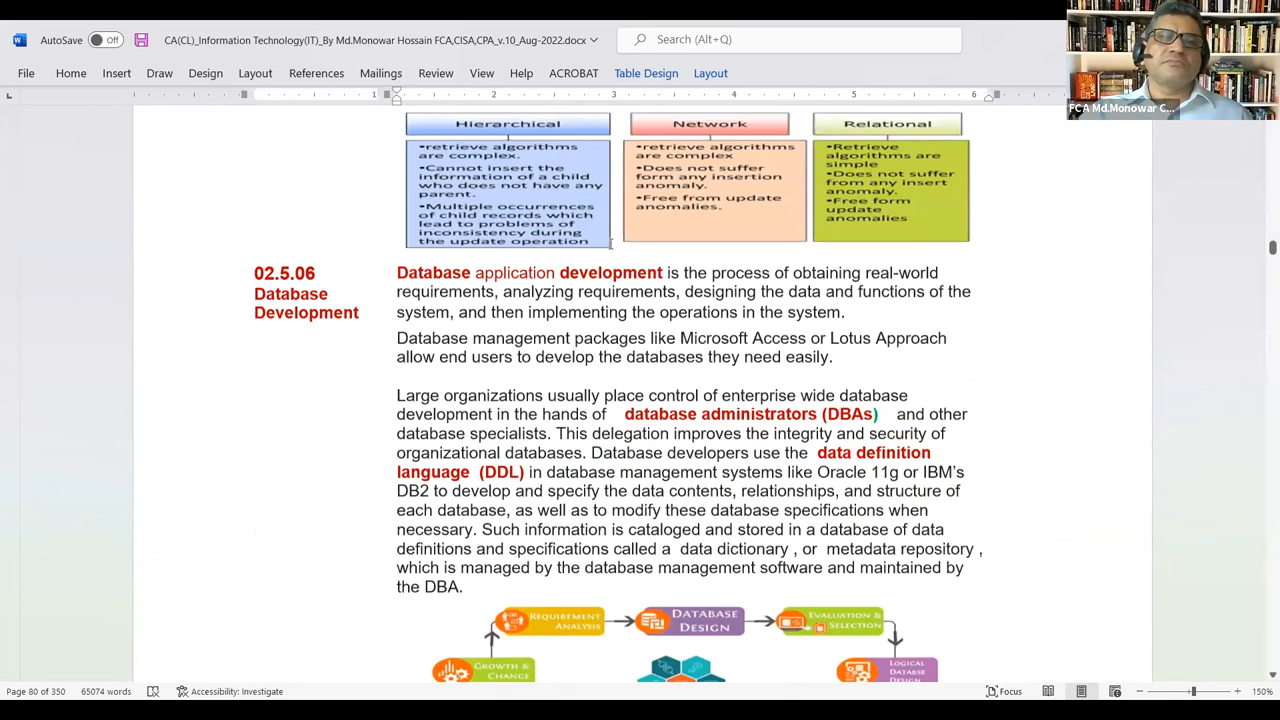 AutoSave Off CA(CL)_Information Technology(IT)_By Md.Monowar Hossain FCA,CISA,CPA_v.10_Aug-2022.docx Search (Alt+Q)
FCA Md.Monowar C...
File Home Insert Draw Design Layout References Mailings Review View Help ACROBAT Table Design Layout
1 2 3 4 5 6
Hierarchical
•retrieve algorithms
are complex.
•Cannot insert the
information of a child
who does not have any
parent.
•Multiple occurrences
of child records which
lead to problems of
inconsistency during
the update operation
Network
•retrieve algorithms
are complex
•Does not suffer
form any insertion
anomaly.
•Free from update
anomalies.
Relational
•Retrieve
algorithms are
simple
•Does not suffer
from any insert
anomaly.
•Free form
update
anomalies
02.5.06
Database
Development
Database application development is the process of obtaining real-world
requirements, analyzing requirements, designing the data and functions of the
system, and then implementing the operations in the system.
Database management packages like Microsoft Access or Lotus Approach
allow end users to develop the databases they need easily.
Large organizations usually place control of enterprise wide database
development in the hands of database administrators (DBAs) and other
database specialists. This delegation improves the integrity and security of
organizational databases. Database developers use the data definition
language (DDL) in database management systems like Oracle 11g or IBM's
DB2 to develop and specify the data contents, relationships, and structure of
each database, as well as to modify these database specifications when
necessary. Such information is cataloged and stored in a database of data
definitions and specifications called a data dictionary , or metadata repository ,
which is managed by the database management software and maintained by
the DBA.
REQUIREMENT
ANALYSIS
DATABASE
DESIGN
EVALUATION &
SELECTION
GROWTH &
CHANGE
LOGICAL
DATABSE
DESIGN
Page 80 of 350 65074 words Accessibility: Investigate Focus 150%